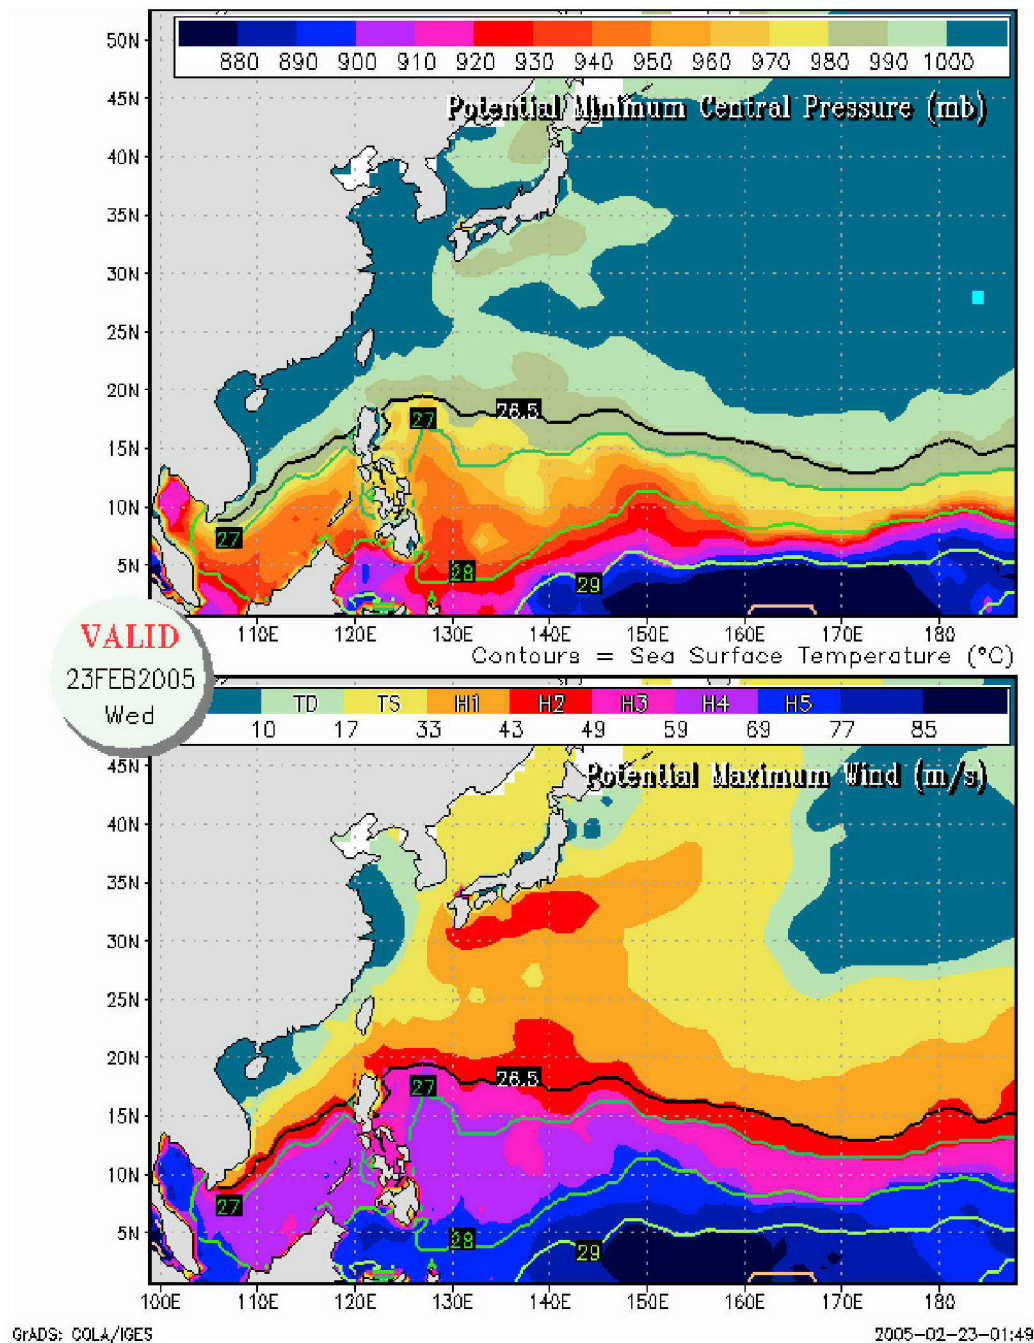 50N
880 890 900 910 920 930 940 950 960 970 980 990 1000
45N
Potential Minimum Central Pressure (mb)
40N
35N
30N
25N
20N
27
26.5
15N
10N
27
5N
28
29
110E 120E 130E 140E 150E 160E 170E 180
Contours = Sea Surface Temperature (°C)
VALID
23FEB2005
Wed
TD TS H1 H2 H3 H4 H5
10 17 33 43 49 59 69 77 85
45N
Potential Maximum Wind (m/s)
40N
35N
30N
25N
20N
27
26.5
15N
10N
27
5N
28
29
100E 110E 120E 130E 140E 150E 160E 170E 180
GrADS: COLA/IGES
2005-02-23-01:49